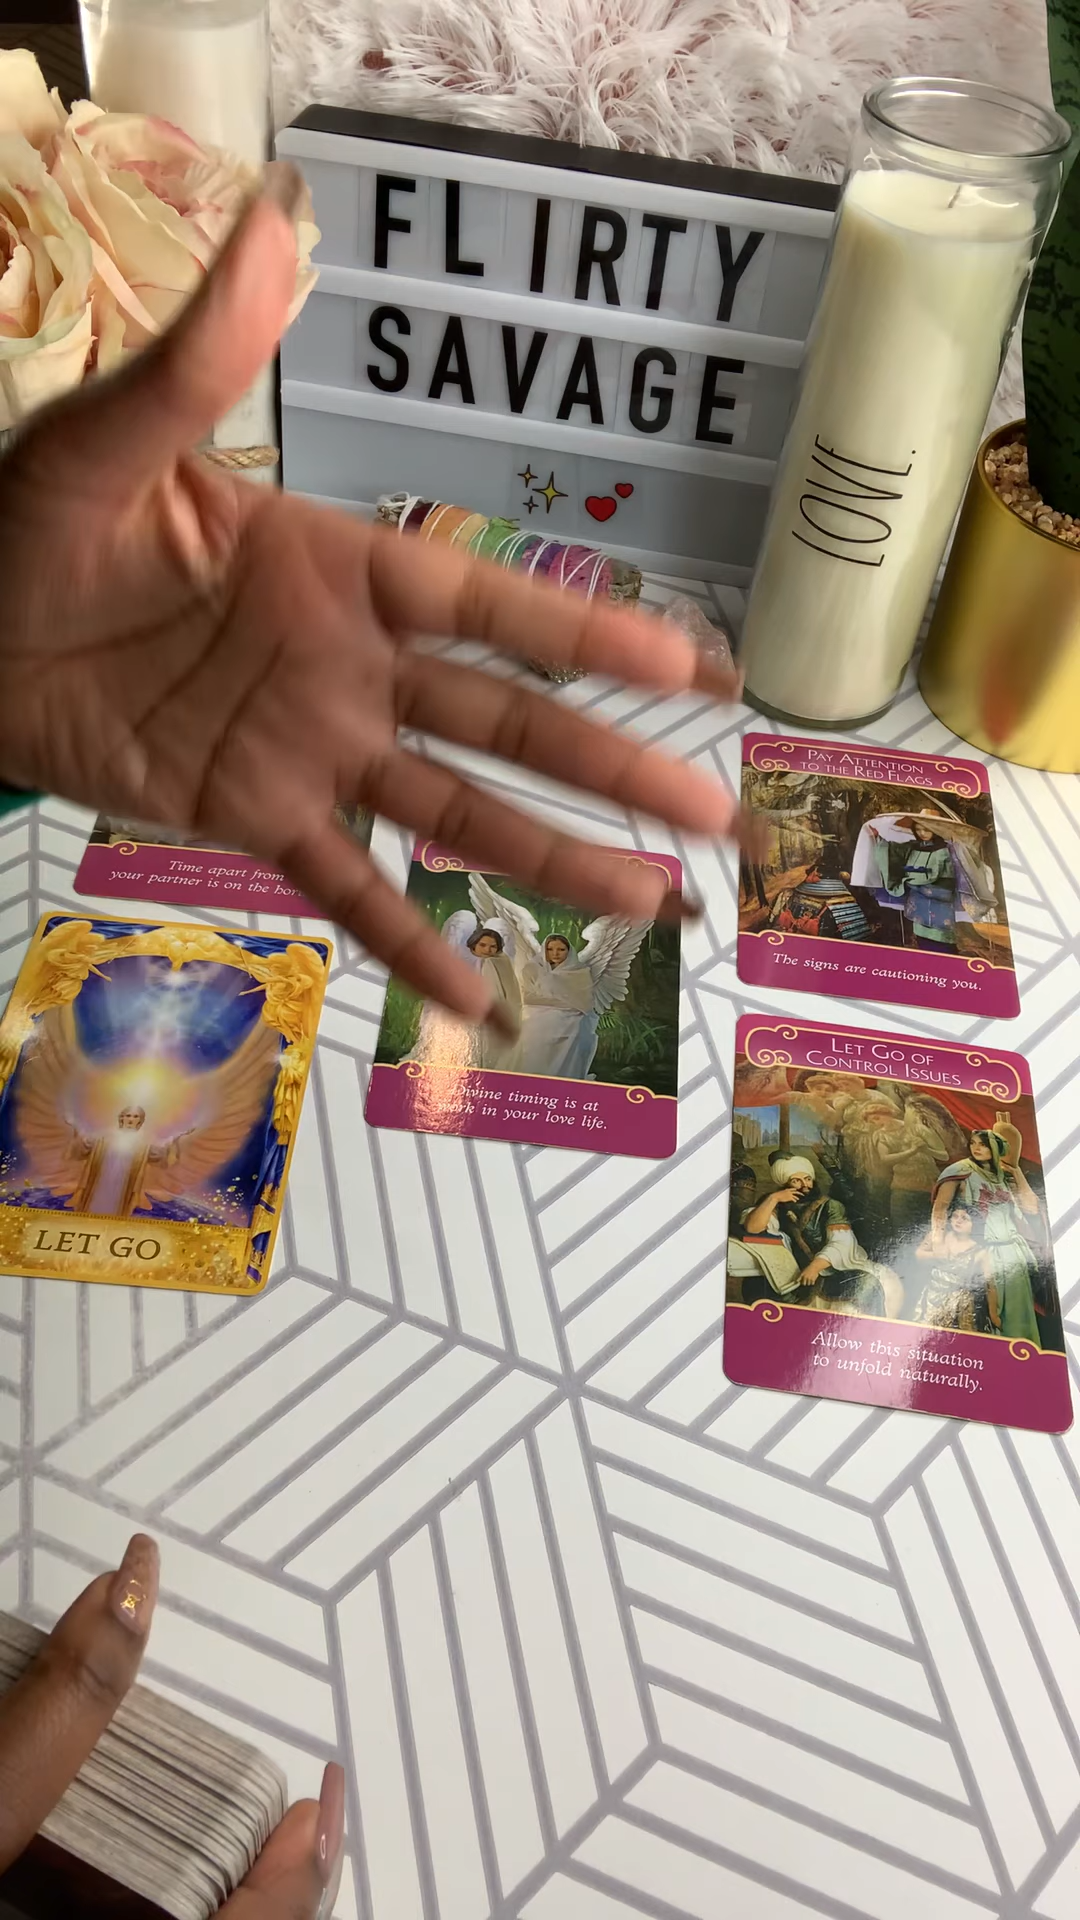 FLIRTY
SAVAGE
LOVE.
PAY ATTENTION
TO THE RED FLAGS
The signs are cautioning you.
Time apart from
your partner is on the
Divine timing is at
work in your love life.
LET GO OF
CONTROL ISSUES
Allow this situation
to unfold naturally.
LET GO